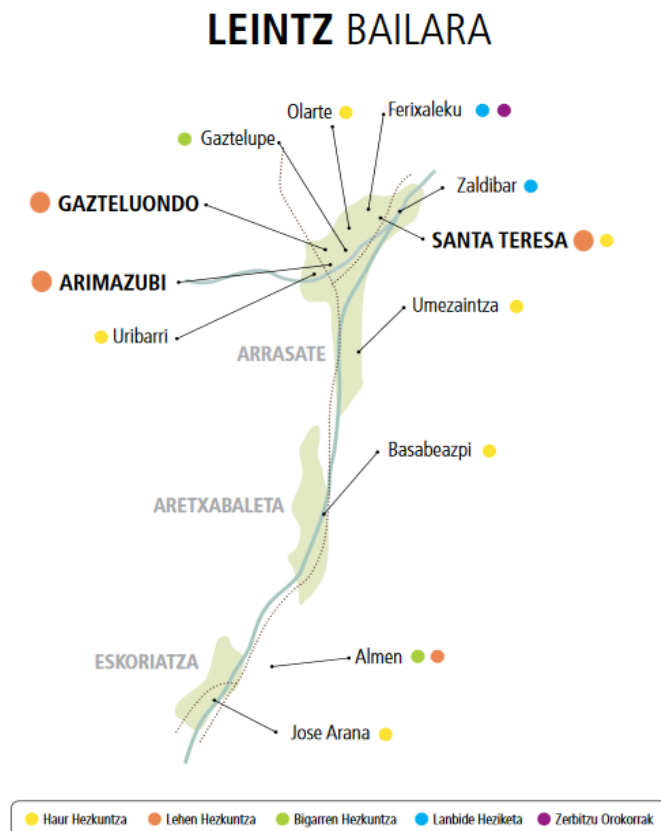 LEINTZ BAILARA
Olarte
Ferixaleku
Gaztelupe
Zaldibar
GAZTELUONDO
SANTA TERESA
ARIMAZUBI
Umezaintza
Uribarri
ARRASATE
Basabeazpi
ARETXABALETA
ESKORIATZA
Almen
Jose Arana
Haur Hezkuntza Lehen Hezkuntza Bigarren Hezkuntza Lanbide Heziketa Zerbitzu Orokorrak